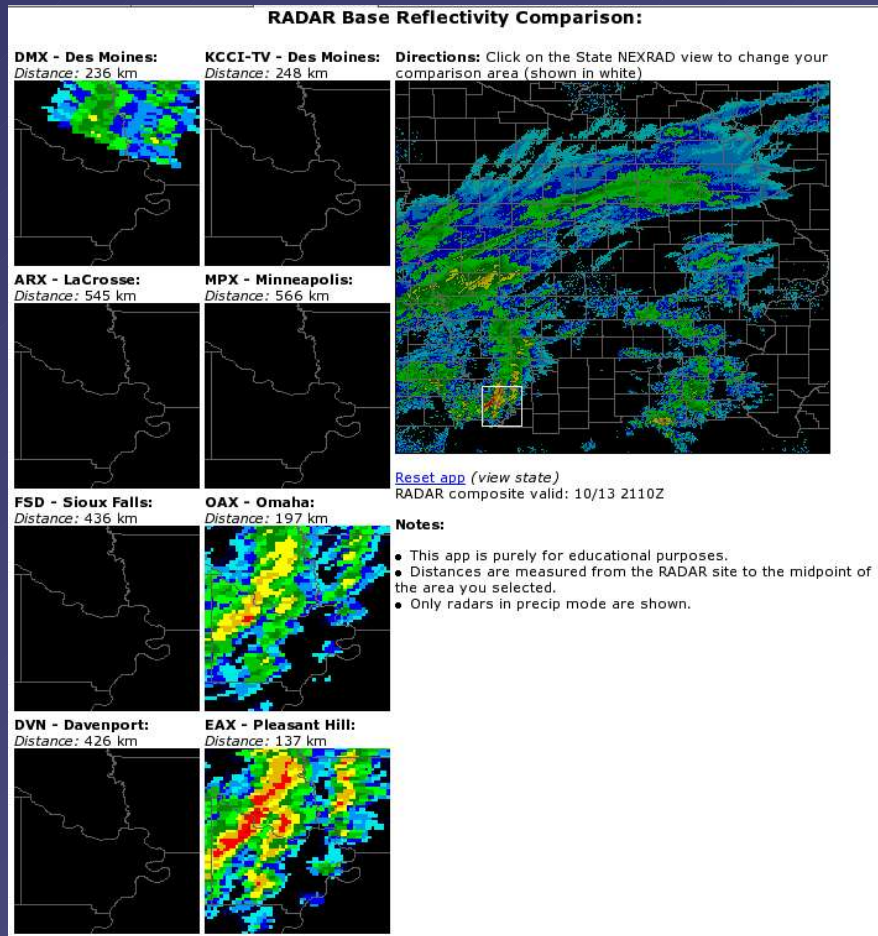 RADAR Base Reflectivity Comparison:
DMX - Des Moines:
Distance: 236 km
KCCI-TV - Des Moines:
Distance: 248 km
Directions: Click on the State NEXRAD view to change your
comparison area (shown in white)
ARX - LaCrosse:
Distance: 545 km
MPX - Minneapolis:
Distance: 566 km
FSD - Sioux Falls:
Distance: 436 km
OAX - Omaha:
Distance: 197 km
DVN - Davenport:
Distance: 426 km
EAX - Pleasant Hill:
Distance: 137 km
Reset app (view state)
RADAR composite valid: 10/13 2110Z
Notes:
• This app is purely for educational purposes.
• Distances are measured from the RADAR site to the midpoint of
the area you selected.
• Only radars in precip mode are shown.